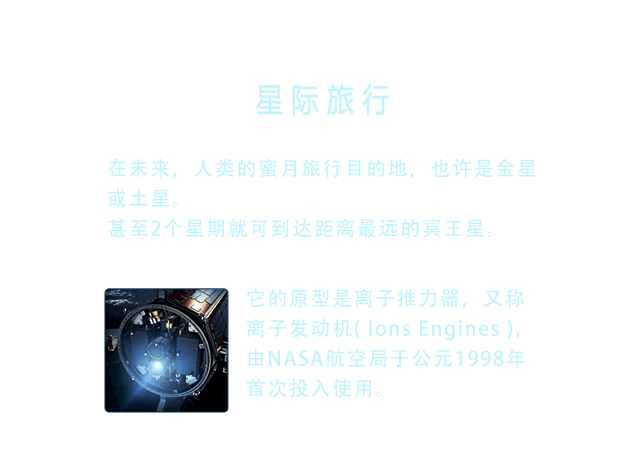 星际旅行
在未来，人类的蜜月旅行目的地，也许是金星
或土星。
甚至2个星期就可到达距离最远的冥王星。
它的原型是离子推力器，又称
离子发动机( Ions Engines )，
由NASA航空局于公元1998年
首次投入使用。